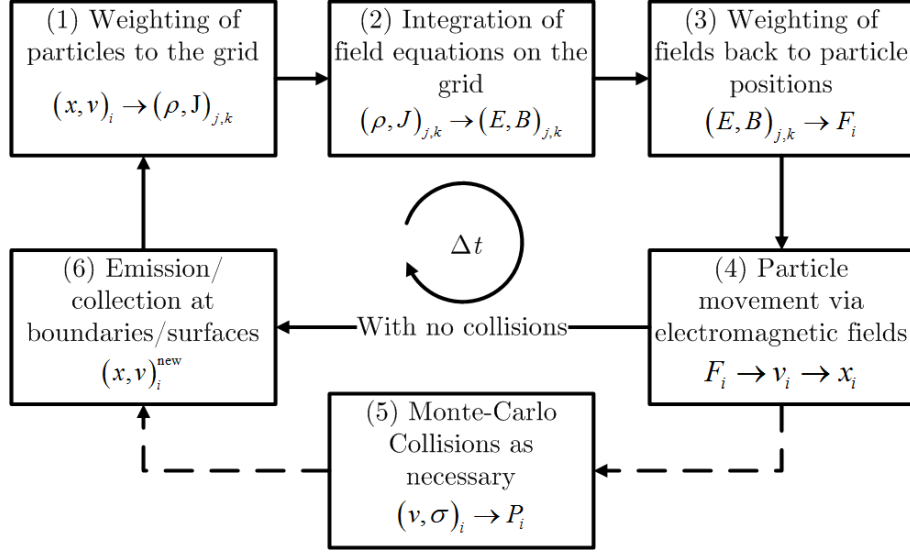 (1) Weighting of
particles to the grid
(x, v)_i → (ρ, J)_{j,k}
(2) Integration of
field equations on the
grid
(ρ, J)_{j,k} → (E, B)_{j,k}
(3) Weighting of
fields back to particle
positions
(E, B)_{j,k} → F_i
Δt
(6) Emission/
collection at
boundaries/surfaces
(x, v)_i^{new}
With no collisions
(4) Particle
movement via
electromagnetic fields
F_i → v_i → x_i
(5) Monte-Carlo
Collisions as
necessary
(v, σ)_i → P_i